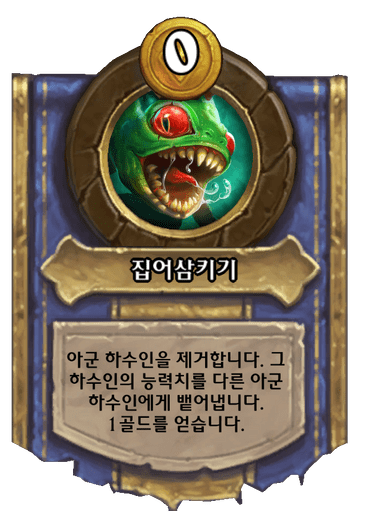 0
집어삼키기
아군 하수인을 제거합니다. 그
하수인의 능력치를 다른 아군
하수인에게 뱉어냅니다.
1골드를 얻습니다.